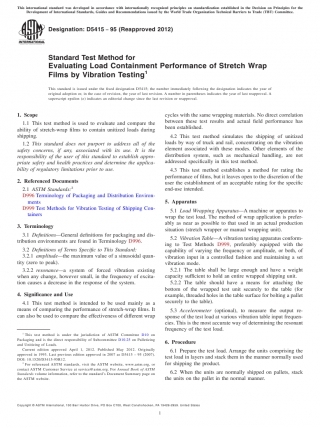 This international standard was developed in accordance with internationally recognized principles on standardization established in the Decision on Principles for the
Development of International Standards, Guides and Recommendations issued by the World Trade Organization Technical Barriers to Trade (TBT) Committee.
Designation: D5415 − 95 (Reapproved 2012)
Standard Test Method for
Evaluating Load Containment Performance of Stretch Wrap
Films by Vibration Testing1
This standard is issued under the fixed designation D5415; the number immediately following the designation indicates the year of
original adoption or, in the case of revision, the year of last revision. A number in parentheses indicates the year of last reapproval. A
superscript epsilon (ε) indicates an editorial change since the last revision or reapproval.
1. Scope
1.1 This test method is used to evaluate and compare the
ability of stretch-wrap films to contain unitized loads during
shipping.
1.2 This standard does not purport to address all of the
safety concerns, if any, associated with its use. It is the
responsibility of the user of this standard to establish appro-
priate safety and health practices and determine the applica-
bility of regulatory limitations prior to use.
2. Referenced Documents
2.1 ASTM Standards:2
D996 Terminology of Packaging and Distribution Environ-
ments
D999 Test Methods for Vibration Testing of Shipping Con-
tainers
3. Terminology
3.1 Definitions—General definitions for packaging and dis-
tribution environments are found in Terminology D996.
3.2 Definitions of Terms Specific to This Standard:
3.2.1 amplitude—the maximum value of a sinusoidal quan-
tity (zero to peak).
3.2.2 resonance—a system of forced vibration existing
when any change, however small, in the frequency of excita-
tion causes a decrease in the response of the system.
4. Significance and Use
4.1 This test method is intended to be used mainly as a
means of comparing the performance of stretch-wrap films. It
can also be used to compare the efficiency of different wrap
cycles with the same wrapping materials. No direct correlation
between these test results and actual field performance has
been established.
4.2 This test method simulates the shipping of unitized
loads by way of truck and rail, concentrating on the vibration
element associated with these modes. Other elements of the
distribution system, such as mechanical handling, are not
addressed specifically in this test method.
4.3 This test method establishes a method for rating the
performance of films, but it leaves open to the discretion of the
user the establishment of an acceptable rating for the specific
end-use intended.
5. Apparatus
5.1 Load Wrapping Apparatus—A machine or apparatus to
wrap the test load. The method of wrap application is prefer-
ably as near as possible to that used in an actual production
situation (stretch wrapper or manual wrapping unit).
5.2 Vibration Table—A vibration testing apparatus conform-
ing to Test Methods D999, preferably equipped with the
capability of varying the frequency or amplitude, or both, of
vibration input in a controlled fashion and maintaining a set
vibration mode.
5.2.1 The table shall be large enough and have a weight
capacity sufficient to hold an entire wrapped shipping unit.
5.2.2 The table should have a means for attaching the
bottom of the wrapped test unit securely to the table (for
example, threaded holes in the table surface for bolting a pallet
securely to the table).
5.3 Accelerometer (optional), to measure the output re-
sponse of the test load at various vibration table input frequen-
cies. This is the most accurate way of determining the resonant
frequency of the test load.
6. Procedure
6.1 Prepare the test load. Arrange the units comprising the
test load in layers and stack them in the manner normally used
for shipping the product.
6.2 When the units are normally shipped on pallets, stack
the units on the pallet in the normal manner.
1 This test method is under the jurisdiction of ASTM Committee D10 on
Packaging and is the direct responsibility of Subcommittee D10.25 on Palletizing
and Unitizing of Loads.
Current edition approved April 1, 2012. Published May 2012. Originally
approved in 1995. Last previous edition approved in 2007 as D5415 – 95 (2007).
DOI: 10.1520/D5415-95R12.
2 For referenced ASTM standards, visit the ASTM website, www.astm.org, or
contact ASTM Customer Service at service@astm.org. For Annual Book of ASTM
Standards volume information, refer to the standard's Document Summary page on
the ASTM website.
Copyright © ASTM International, 100 Barr Harbor Drive, PO Box C700, West Conshohocken, PA 19428-2959. United States
1